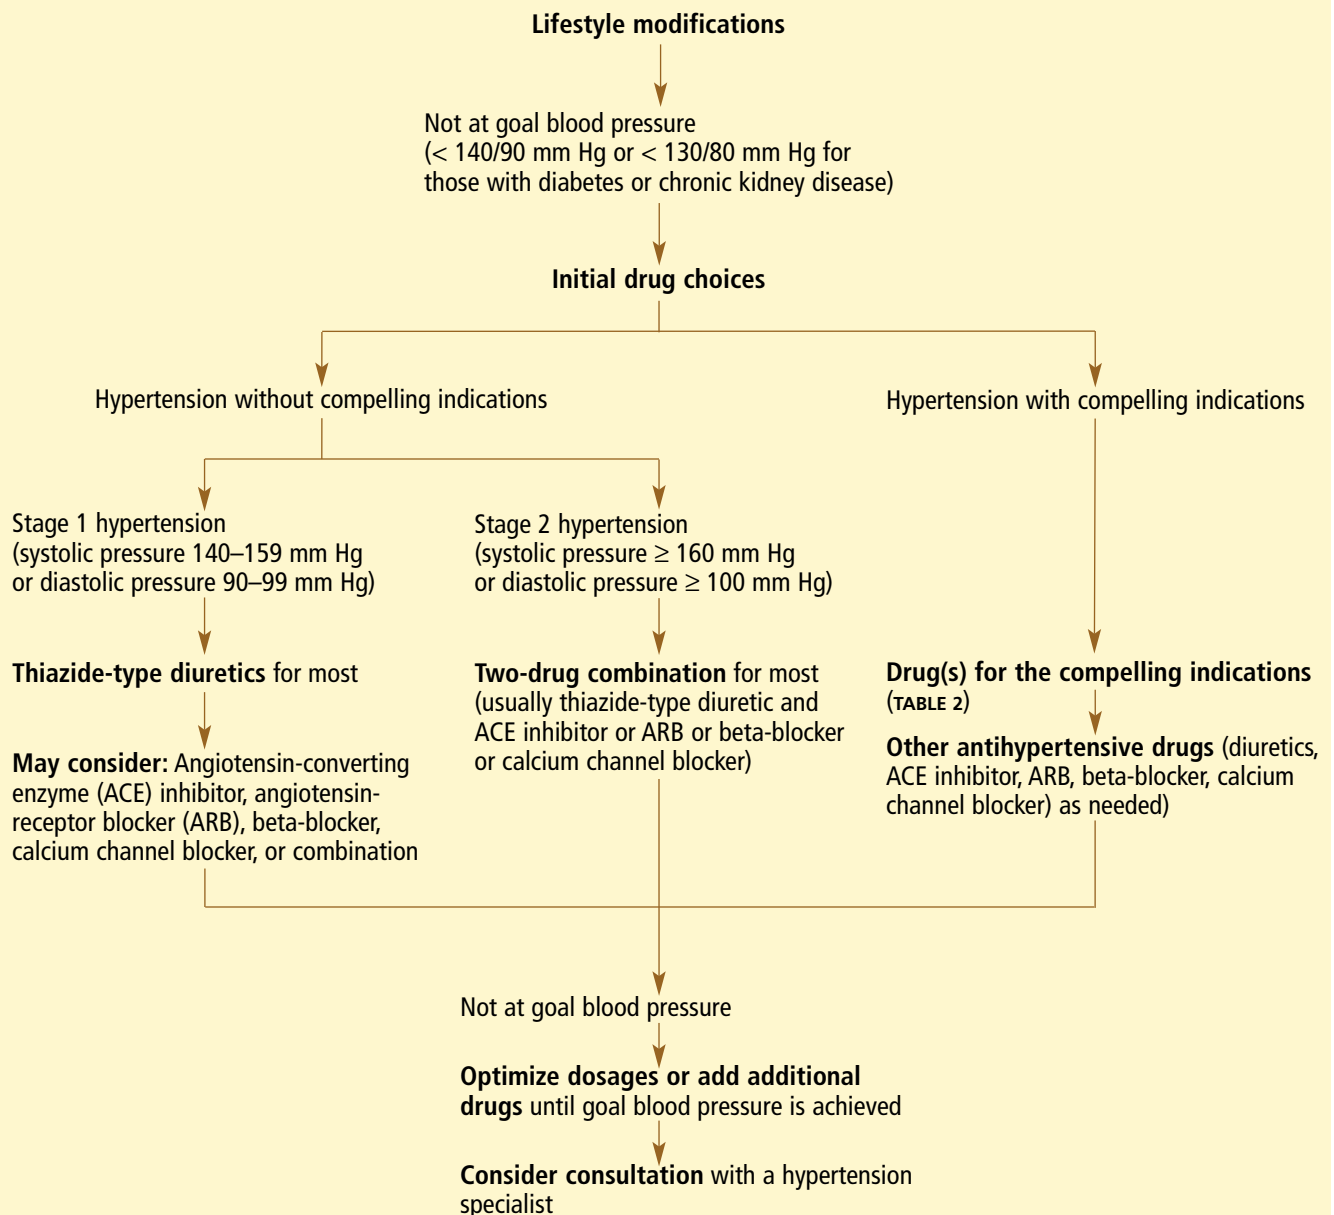 Lifestyle modifications
Not at goal blood pressure
(< 140/90 mm Hg or < 130/80 mm Hg for
those with diabetes or chronic kidney disease)
Initial drug choices
Hypertension without compelling indications
Hypertension with compelling indications
Stage 1 hypertension
(systolic pressure 140–159 mm Hg
or diastolic pressure 90–99 mm Hg)
Stage 2 hypertension
(systolic pressure ≥ 160 mm Hg
or diastolic pressure ≥ 100 mm Hg)
Thiazide-type diuretics for most
May consider: Angiotensin-converting
enzyme (ACE) inhibitor, angiotensin-
receptor blocker (ARB), beta-blocker,
calcium channel blocker, or combination
Two-drug combination for most
(usually thiazide-type diuretic and
ACE inhibitor or ARB or beta-blocker
or calcium channel blocker)
Drug(s) for the compelling indications
(TABLE 2)
Other antihypertensive drugs (diuretics,
ACE inhibitor, ARB, beta-blocker, calcium
channel blocker) as needed)
Not at goal blood pressure
Optimize dosages or add additional
drugs until goal blood pressure is achieved
Consider consultation with a hypertension
specialist